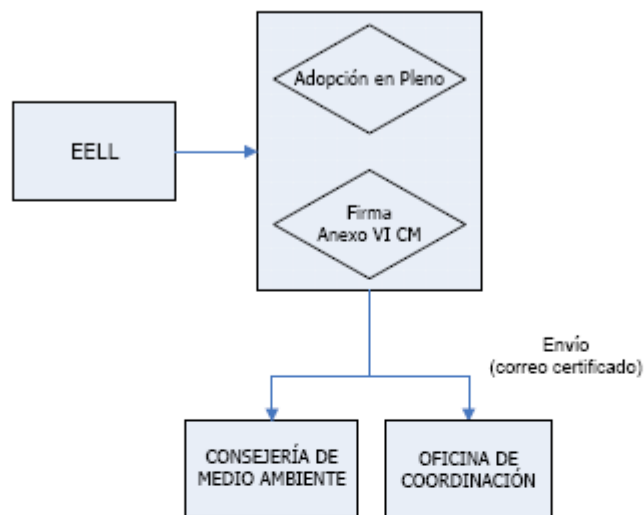 Adopción en Pleno
EELL
Firma
Anexo VI CM
Envío
(correo certificado)
CONSEJERÍA DE
MEDIO AMBIENTE
OFICINA DE
COORDINACIÓN